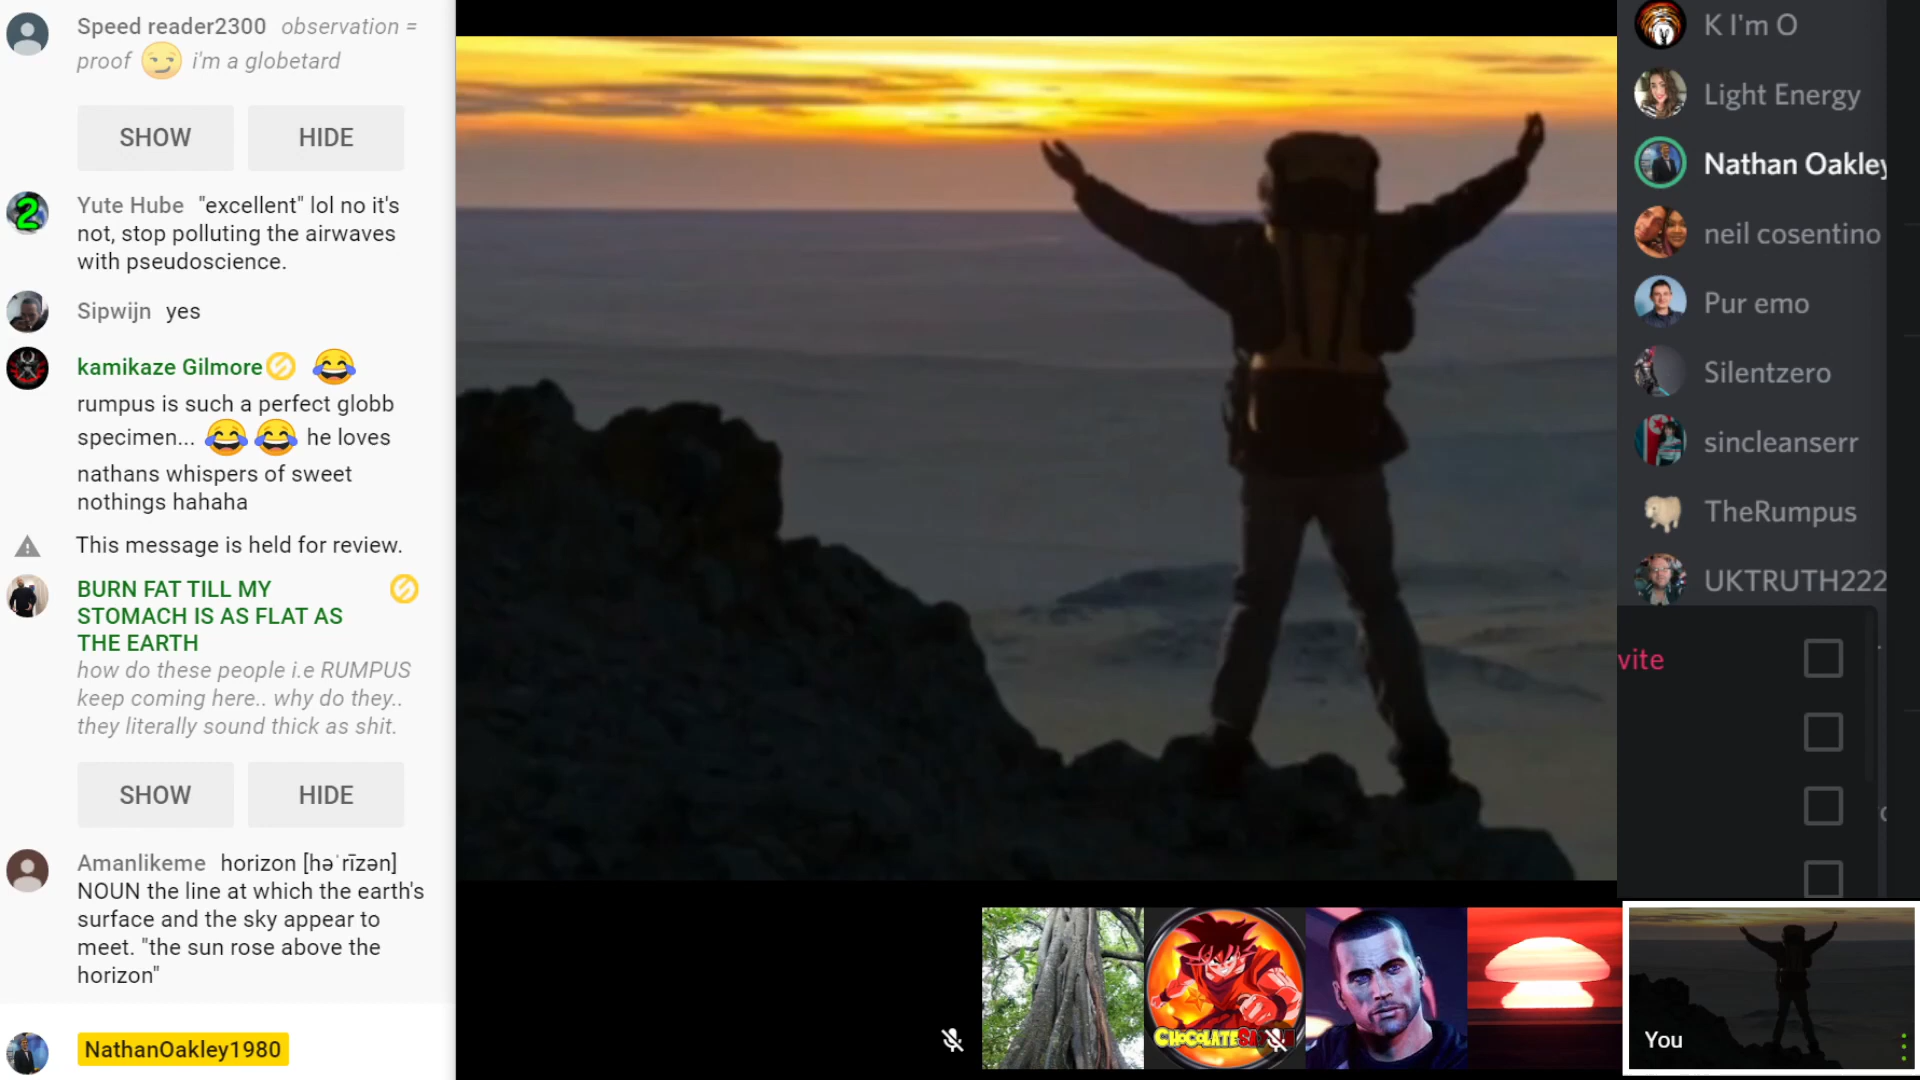 Speed reader2300 observation =
proof 😏 i'm a globetard
SHOW HIDE
Yute Hube "excellent" lol no it's
not, stop polluting the airwaves
with pseudoscience.
Sipwijn yes
kamikaze Gilmore 😂
rumpus is such a perfect globb
specimen... 😂😂 he loves
nathans whispers of sweet
nothings hahaha
This message is held for review.
BURN FAT TILL MY
STOMACH IS AS FLAT AS
THE EARTH
how do these people i.e RUMPUS
keep coming here.. why do they..
they literally sound thick as shit.
SHOW HIDE
Amanlikeme horizon [həˈrīzən]
NOUN the line at which the earth's
surface and the sky appear to
meet. "the sun rose above the
horizon"
NathanOakley1980
K I'm O
Light Energy
Nathan Oakley
neil cosentino
Pur emo
Silentzero
sincleanserr
TheRumpus
UKTRUTH222
vite
You